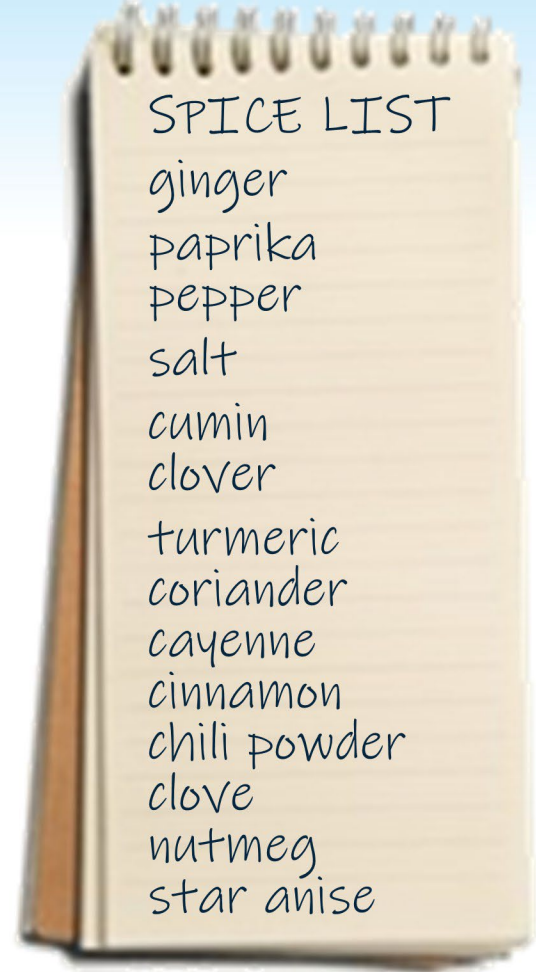 SPICE LIST
ginger
paprika
pepper
salt
cumin
clover
turmeric
coriander
cayenne
cinnamon
chili powder
clove
nutmeg
star anise